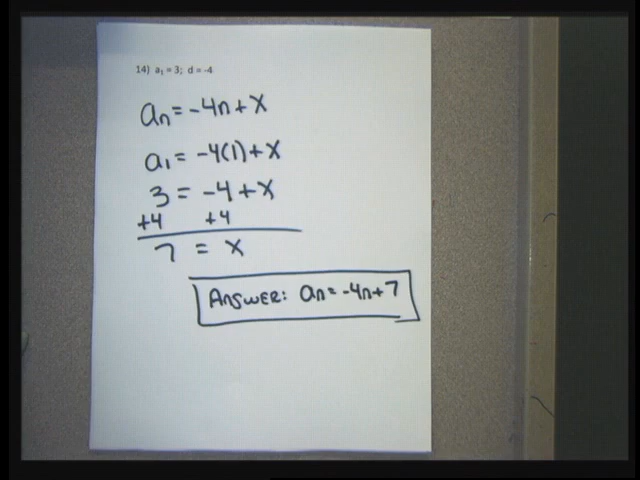 14) a₁ = 3; d = -4
an = -4n + x
a₁ = -4(1) + x
3 = -4 + x
+4 +4
7 = x
Answer: an = -4n + 7